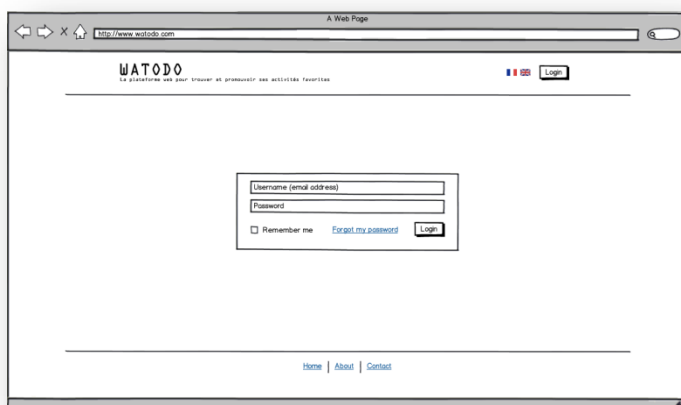 A Web Page
http://www.watodo.com
WATODO
La plateforme web pour trouver et promouvoir ses activités favorites
Login
Username (email address)
Password
Remember me Forgot my password Login
Home | About | Contact